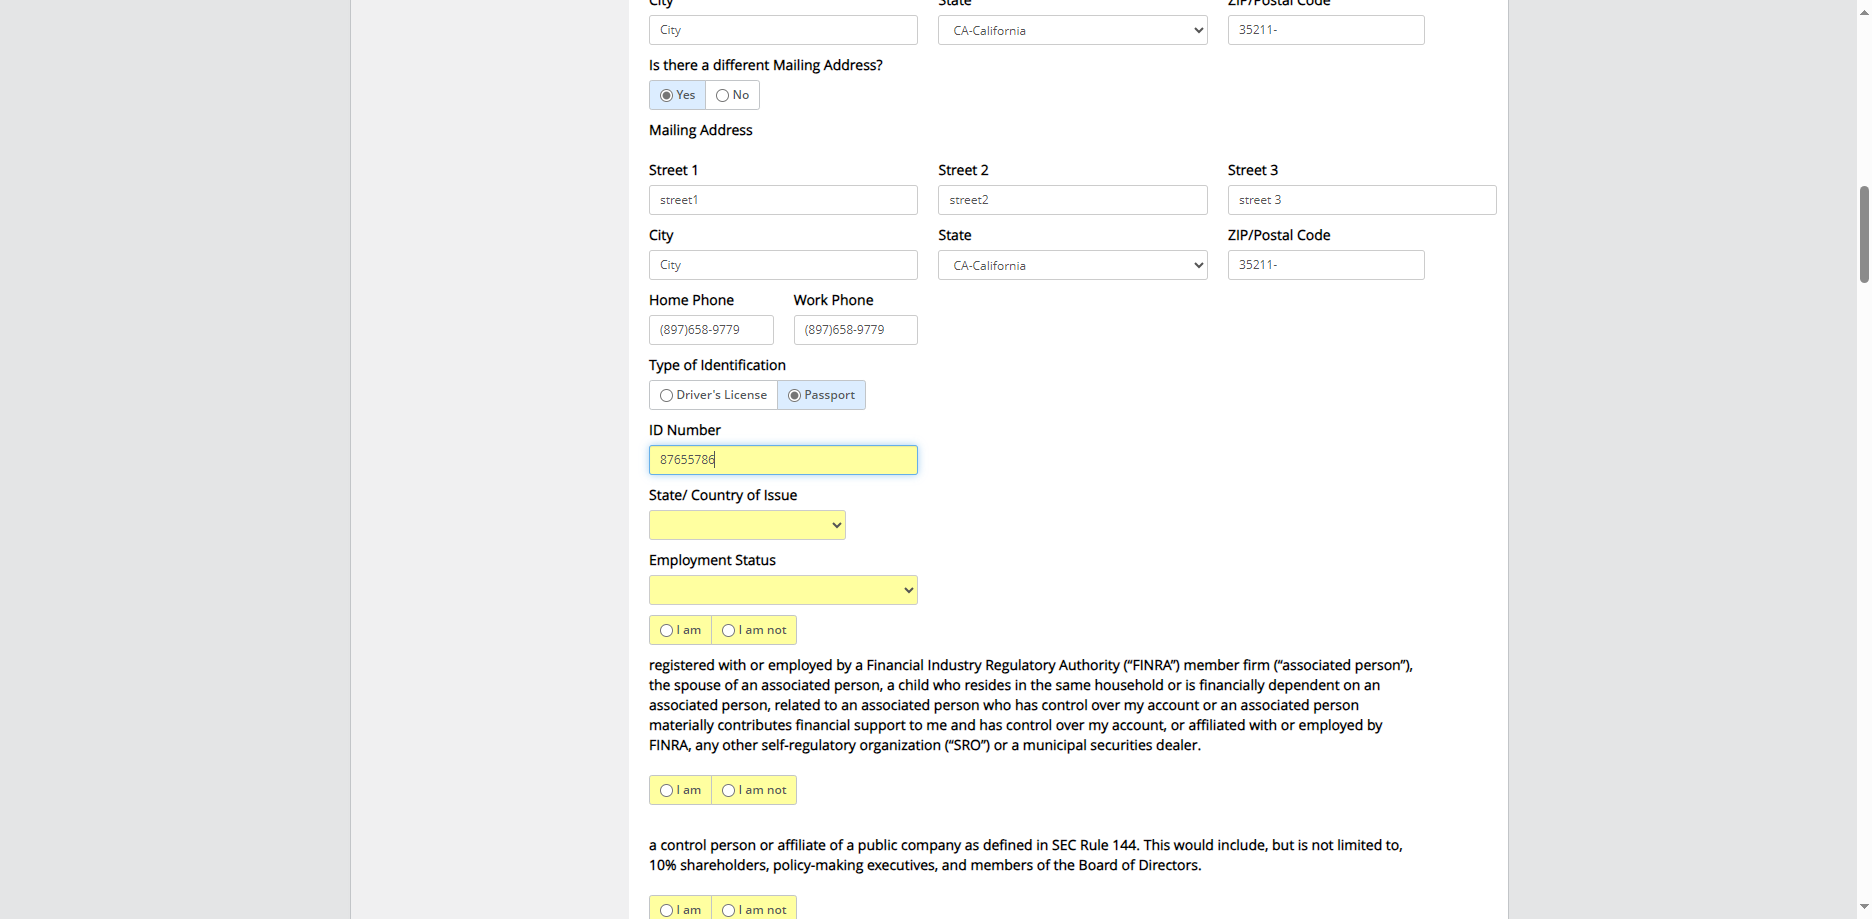 City State ZIP/Postal Code
City CA-California 35211-
Is there a different Mailing Address?
Yes No
Mailing Address
Street 1 Street 2 Street 3
street1 street2 street 3
City State ZIP/Postal Code
City CA-California 35211-
Home Phone Work Phone
(897)658-9779 (897)658-9779
Type of Identification
Driver's License Passport
ID Number
87655786
State/ Country of Issue
Employment Status
I am I am not
registered with or employed by a Financial Industry Regulatory Authority (“FINRA”) member firm (“associated person”),
the spouse of an associated person, a child who resides in the same household or is financially dependent on an
associated person, related to an associated person who has control over my account or an associated person
materially contributes financial support to me and has control over my account, or affiliated with or employed by
FINRA, any other self-regulatory organization (“SRO”) or a municipal securities dealer.
I am I am not
a control person or affiliate of a public company as defined in SEC Rule 144. This would include, but is not limited to,
10% shareholders, policy-making executives, and members of the Board of Directors.
I am I am not